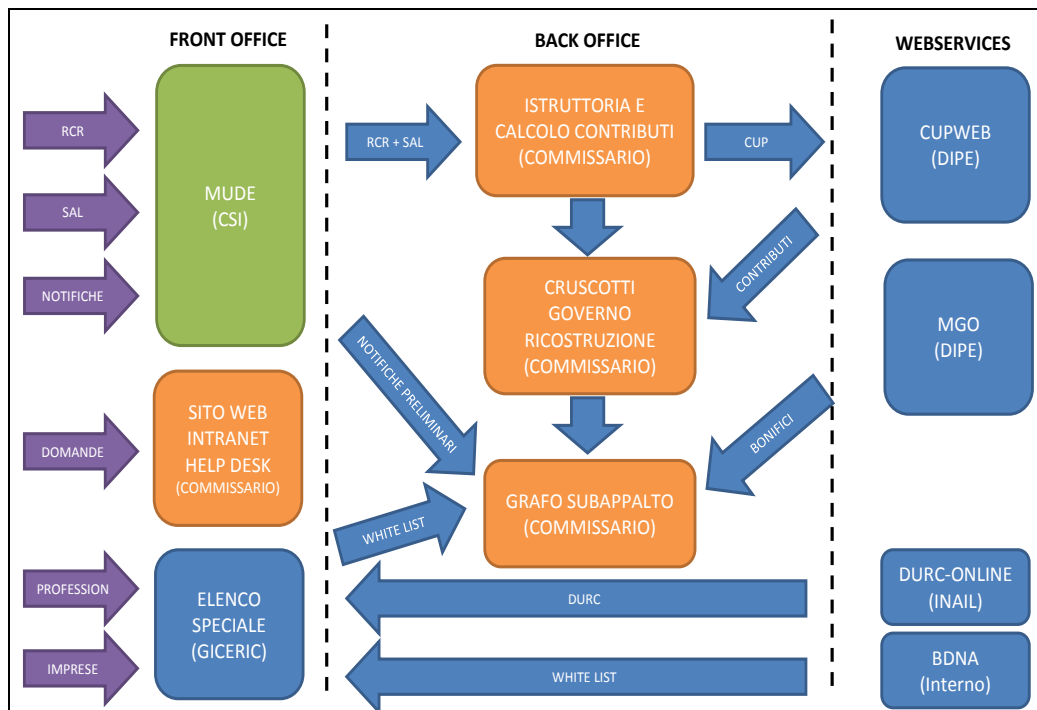 FRONT OFFICE
BACK OFFICE
WEBSERVICES
RCR
SAL
NOTIFICHE
MUDE
(CSI)
RCR + SAL
ISTRUTTORIA E
CALCOLO CONTRIBUTI
(COMMISSARIO)
CUP
CUPWEB
(DIPE)
CONTRIBUTI
CRUSCOTTI
GOVERNO
RICOSTRUZIONE
(COMMISSARIO)
MGO
(DIPE)
NOTIFICHE PRELIMINARI
BONIFICI
DOMANDE
SITO WEB
INTRANET
HELP DESK
(COMMISSARIO)
GRAFO SUBAPPALTO
(COMMISSARIO)
WHITE LIST
PROFESSION
IMPRESE
ELENCO
SPECIALE
(GICERIC)
DURC
DURC-ONLINE
(INAIL)
WHITE LIST
BDNA
(Interno)